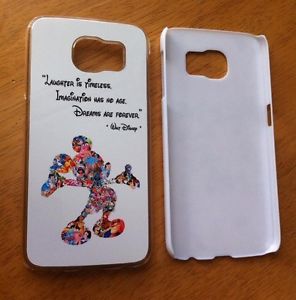 "Laughter is timeless,
Imagination has no age,
Dreams are forever"
* Walt Disney *